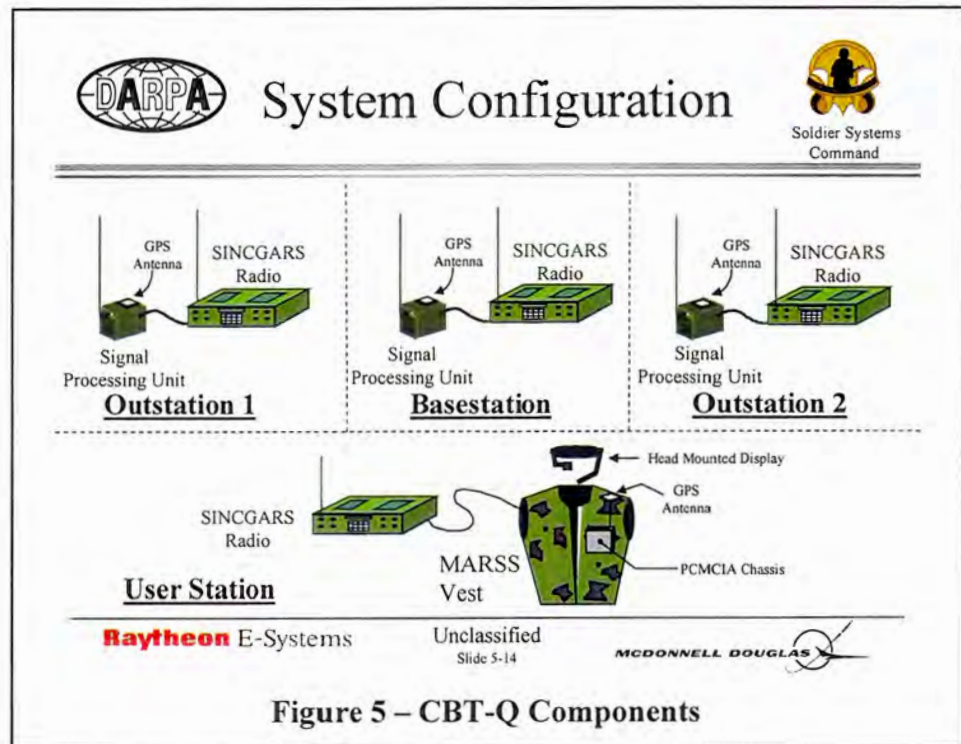 DARPA
System Configuration
Soldier Systems
Command
GPS
Antenna
SINCGARS
Radio
Signal
Processing Unit
Outstation 1
GPS
Antenna
SINCGARS
Radio
Signal
Processing Unit
Basestation
GPS
Antenna
SINCGARS
Radio
Signal
Processing Unit
Outstation 2
SINCGARS
Radio
User Station
MARSS
Vest
Head Mounted Display
GPS
Antenna
PCMCIA Chassis
Raytheon E-Systems
Unclassified
Slide 5-14
MCDONNELL DOUGLAS
Figure 5 – CBT-Q Components